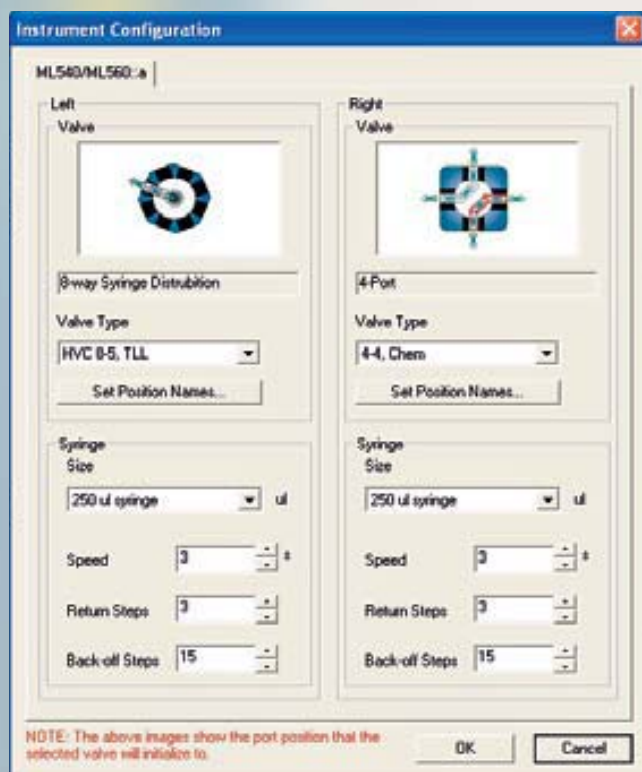 Instrument Configuration
ML540/ML560::a
Left
Valve
8-way Syringe Distrubition
Valve Type
HVC 8-5, TLL
Set Position Names...
Syringe
Size
250 ul syringe
ul
Speed
3
s
Return Steps
3
Back-off Steps
15
Right
Valve
4-Port
Valve Type
4-4, Chem
Set Position Names...
Syringe
Size
250 ul syringe
ul
Speed
3
s
Return Steps
3
Back-off Steps
15
NOTE: The above images show the port position that the
selected valve will initialize to.
OK
Cancel